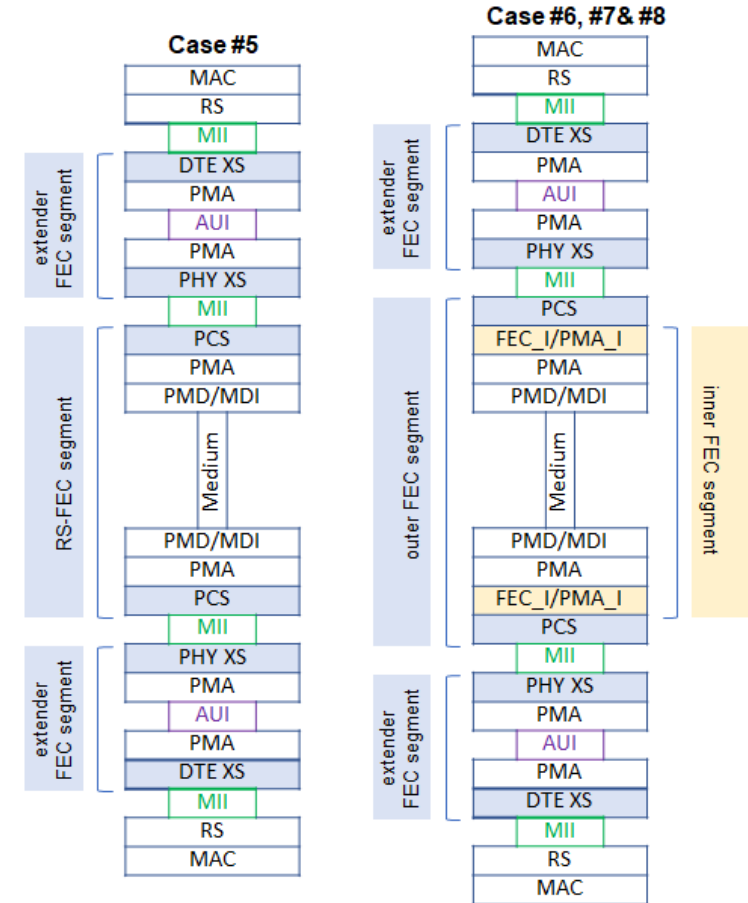 Case #5
MAC
RS
MII
DTE XS
PMA
AUI
PMA
PHY XS
MII
PCS
PMA
PMD/MDI
Medium
PMD/MDI
PMA
PCS
MII
PHY XS
PMA
AUI
PMA
DTE XS
MII
RS
MAC
extender
FEC segment
RS-FEC segment
extender
FEC segment
Case #6, #7& #8
MAC
RS
MII
DTE XS
PMA
AUI
PMA
PHY XS
MII
PCS
FEC_I/PMA_I
PMA
PMD/MDI
Medium
PMD/MDI
PMA
FEC_I/PMA_I
PCS
MII
PHY XS
PMA
AUI
PMA
DTE XS
MII
RS
MAC
extender
FEC segment
outer FEC segment
extender
FEC segment
inner FEC segment